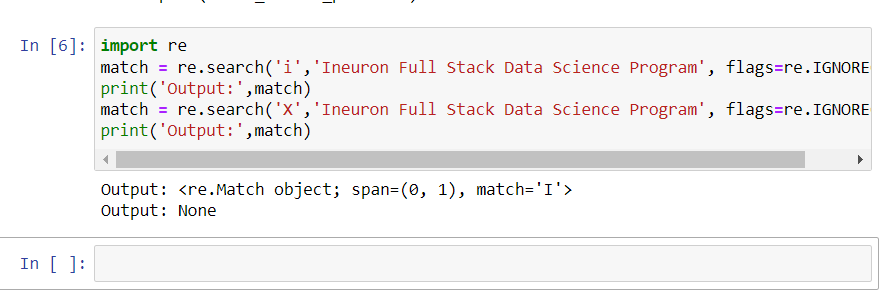 In [6]: import re
match = re.search('i','Ineuron Full Stack Data Science Program', flags=re.IGNORE
print('Output:',match)
match = re.search('X','Ineuron Full Stack Data Science Program', flags=re.IGNORE
print('Output:',match)
Output: <re.Match object; span=(0, 1), match='I'>
Output: None
In [ ]: